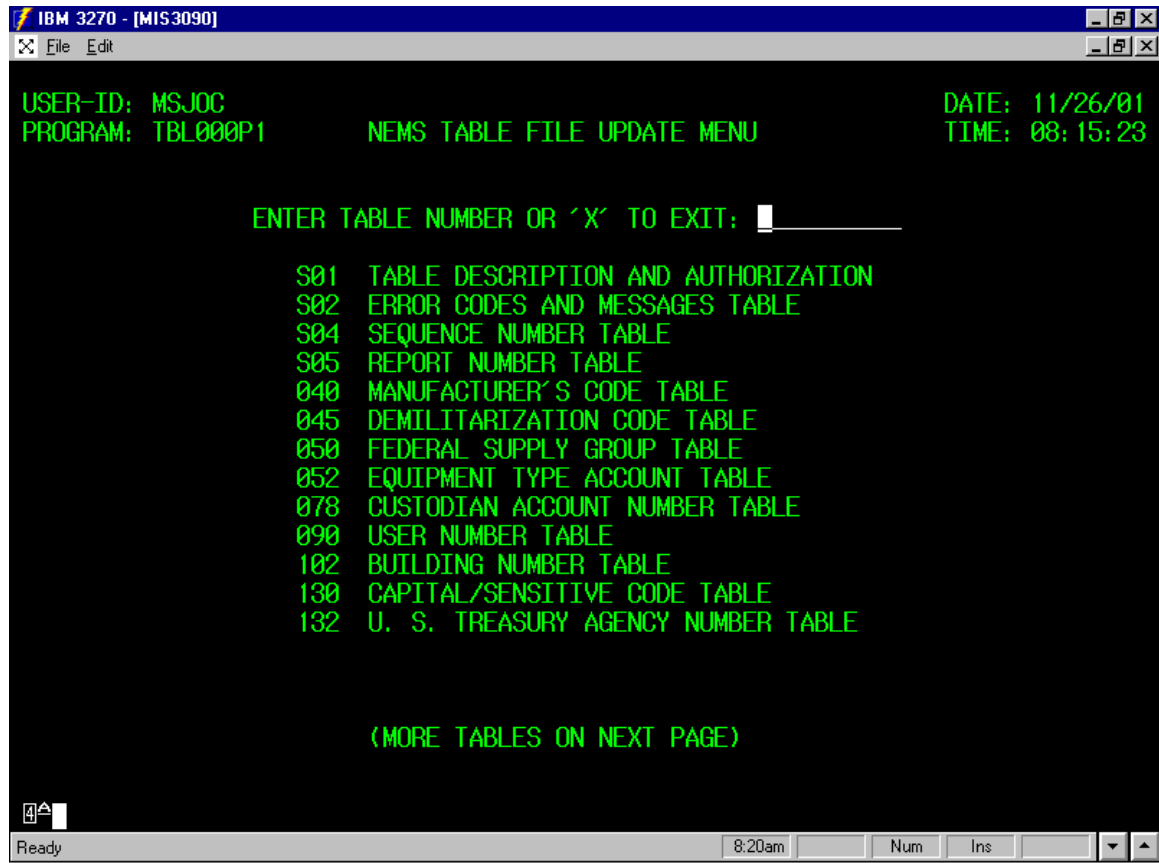 IBM 3270 - [MIS3090]
File Edit
USER-ID: MSJOC DATE: 11/26/01
PROGRAM: TBL000P1 NEMS TABLE FILE UPDATE MENU TIME: 08:15:23
ENTER TABLE NUMBER OR ´X´ TO EXIT:
S01 TABLE DESCRIPTION AND AUTHORIZATION
S02 ERROR CODES AND MESSAGES TABLE
S04 SEQUENCE NUMBER TABLE
S05 REPORT NUMBER TABLE
040 MANUFACTURER´S CODE TABLE
045 DEMILITARIZATION CODE TABLE
050 FEDERAL SUPPLY GROUP TABLE
052 EQUIPMENT TYPE ACCOUNT TABLE
078 CUSTODIAN ACCOUNT NUMBER TABLE
090 USER NUMBER TABLE
102 BUILDING NUMBER TABLE
130 CAPITAL/SENSITIVE CODE TABLE
132 U. S. TREASURY AGENCY NUMBER TABLE
(MORE TABLES ON NEXT PAGE)
4
Ready 8:20am Num Ins